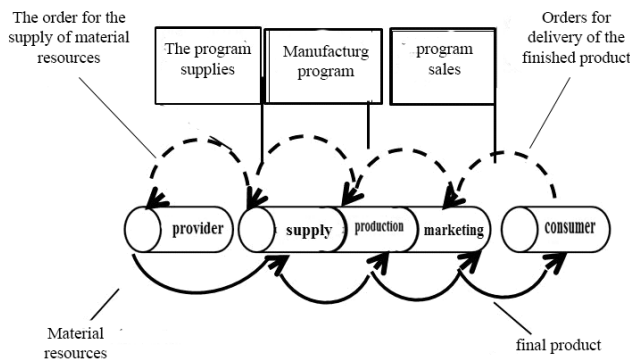 The order for the
supply of material
resources
The program
supplies
Manufacturg
program
program
sales
Orders for
delivery of the
finished product
provider
supply
production
marketing
consumer
Material
resources
final product